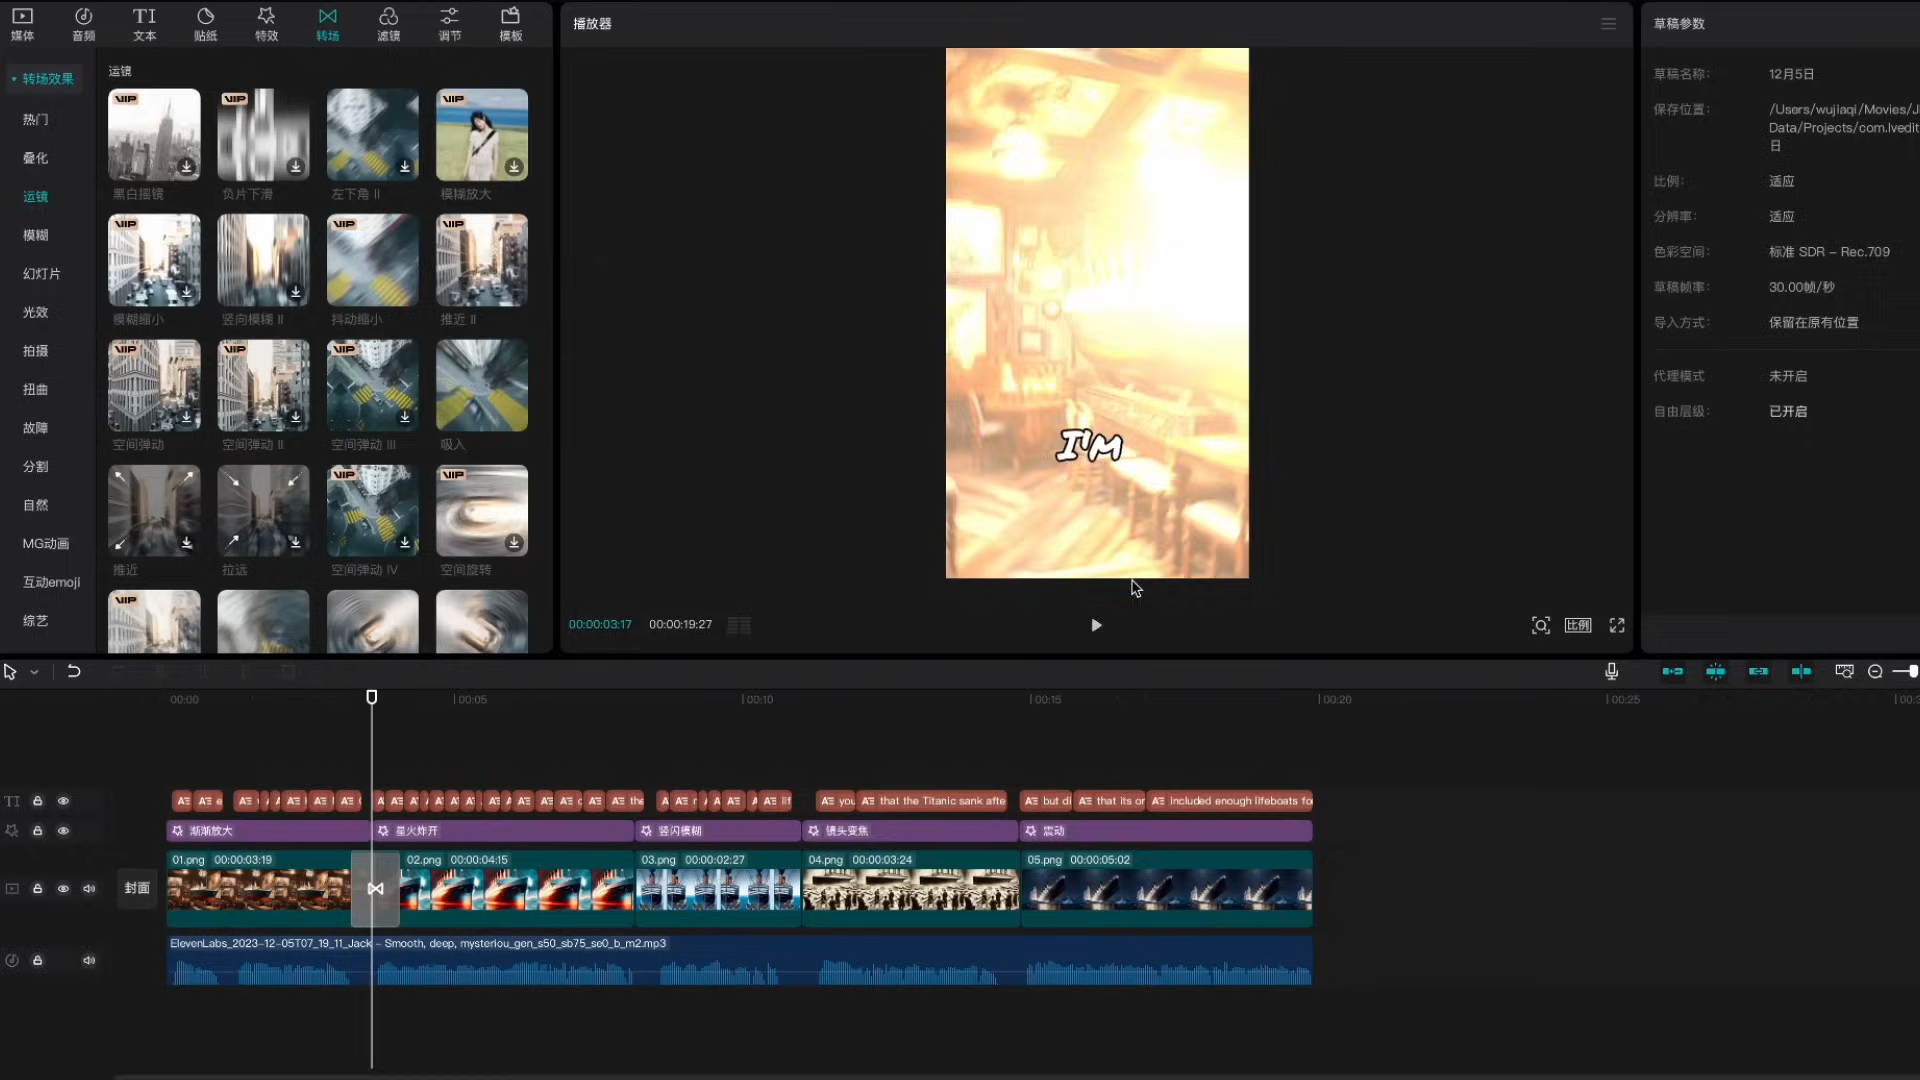 媒体 音频 TI 文本 贴纸 特效 转场 滤镜 调节 模板
播放器
草稿参数
转场效果
热门
叠化
运镜
模糊
幻灯片
光效
拍摄
扭曲
故障
分割
自然
MG动画
互动emoji
综艺
运镜
VIP VIP VIP
黑白摇镜 负片下滑 左下角 II 模糊放大
VIP VIP VIP VIP
模糊缩小 竖向模糊 II 抖动缩小 推近 II
VIP VIP VIP
空间弹动 空间弹动 II 空间弹动 III 吸入
VIP VIP
推近 拉远 空间弹动 IV 空间旋转
VIP
I'M
00:00:03:17 00:00:19:27
比例
草稿名称: 12月5日
保存位置: /Users/wujiaqi/Movies/J
Data/Projects/com.lvedit
日
比例: 适应
分辨率: 适应
色彩空间: 标准 SDR – Rec.709
草稿帧率: 30.00帧/秒
导入方式: 保留在原有位置
代理模式 未开启
自由层级: 已开启
00:00 00:05 00:10 00:15 00:20 00:25
you that the Titanic sank afte but di that its or included enough lifeboats fo
渐渐放大 星火炸开 竖闪模糊 镜头变焦 震动
01.png 00:00:03:19 02.png 00:00:04:15 03.png 00:00:02:27 04.png 00:00:03:24 05.png 00:00:05:02
封面
ElevenLabs_2023-12-05T07_19_11_Jack – Smooth, deep, mysteriou_gen_s50_sb75_se0_b_m2.mp3